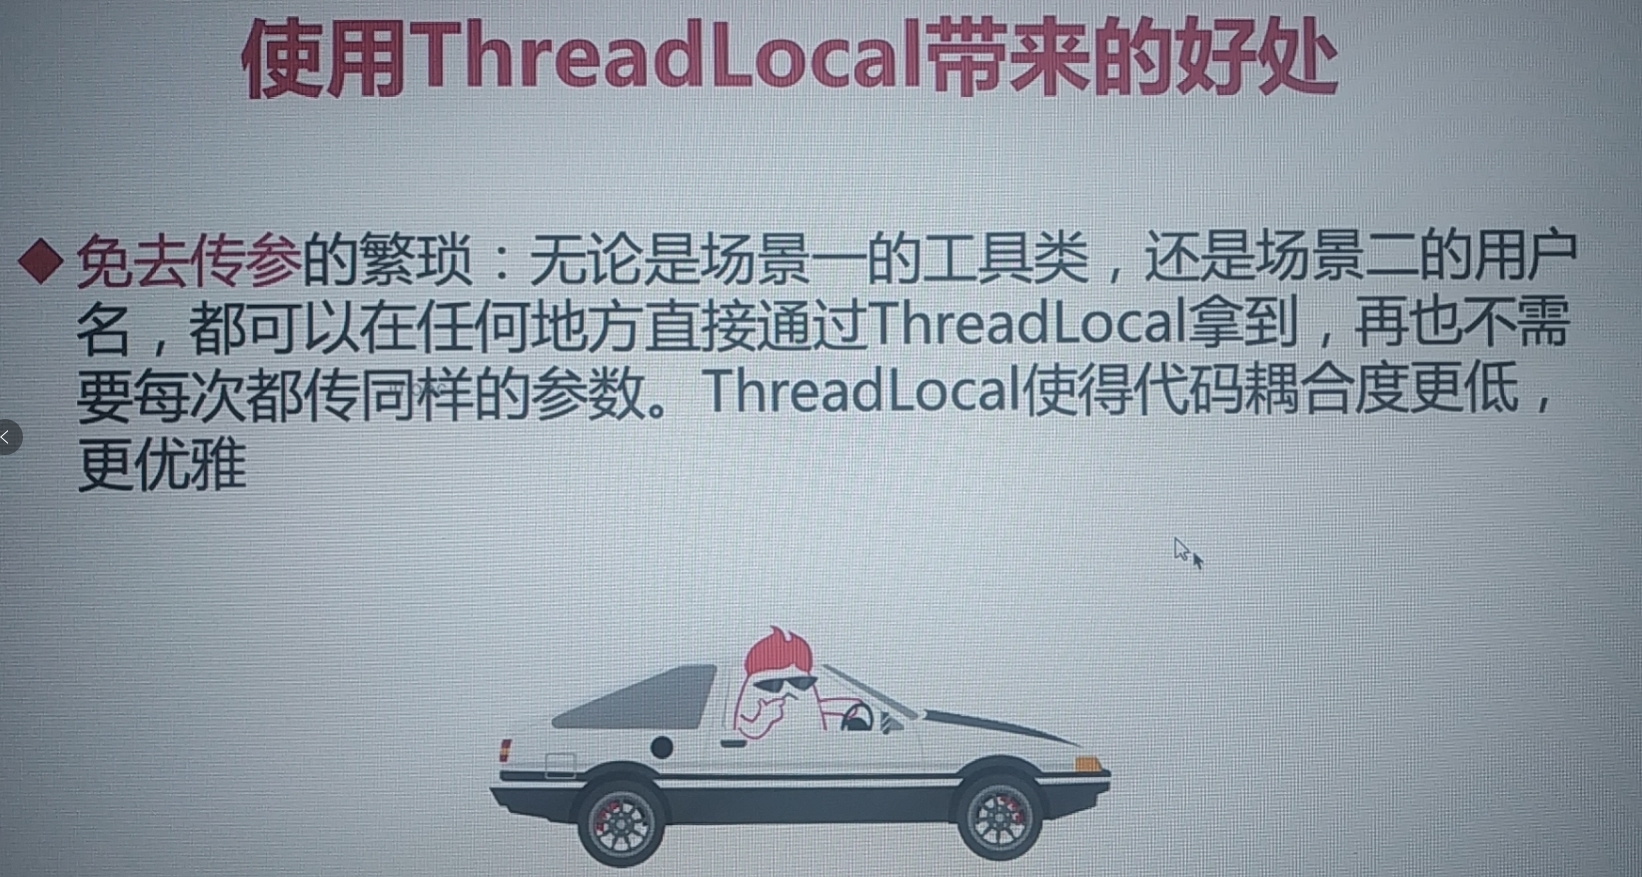 使用ThreadLocal带来的好处
免去传参的繁琐：无论是场景一的工具类，还是场景二的用户
名，都可以在任何地方直接通过ThreadLocal拿到，再也不需
要每次都传同样的参数。ThreadLocal使得代码耦合度更低，
更优雅